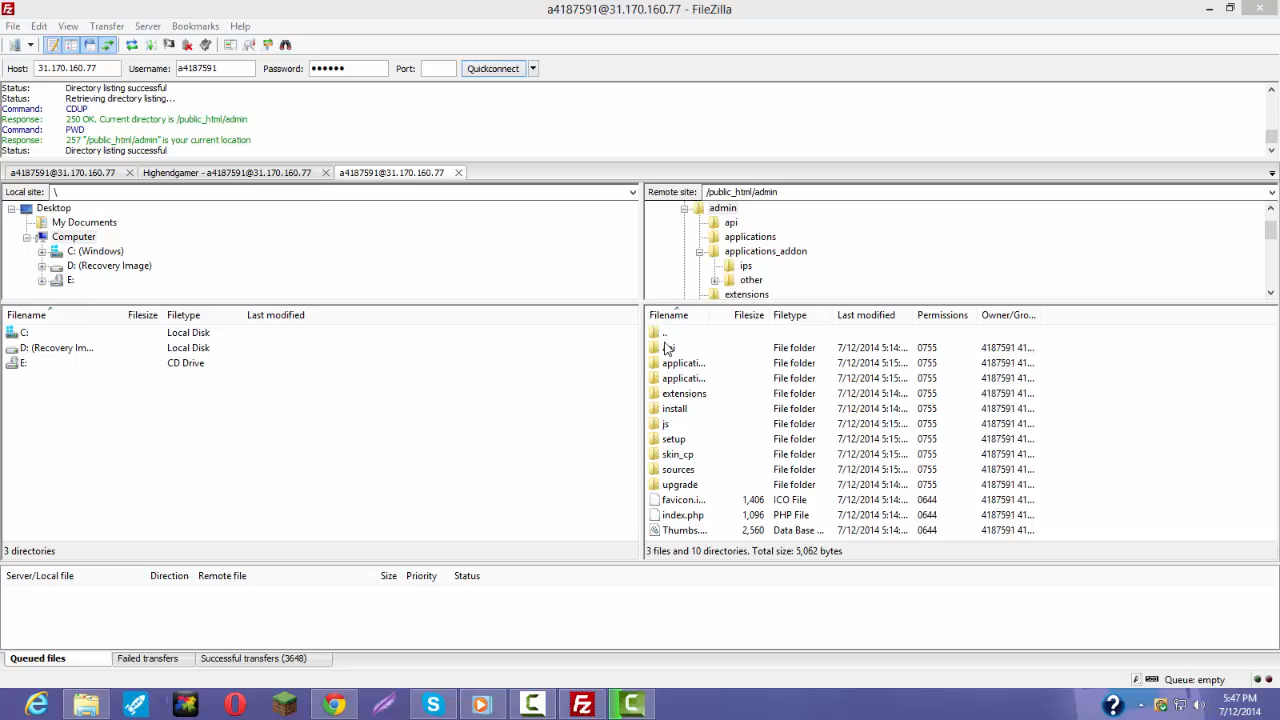 a4187591@31.170.160.77 - FileZilla
File Edit View Transfer Server Bookmarks Help
Host: 31.170.160.77 Username: a4187591 Password: •••••• Port: Quickconnect
Status: Directory listing successful
Status: Retrieving directory listing...
Command: CDUP
Response: 250 OK. Current directory is /public_html/admin
Command: PWD
Response: 257 "/public_html/admin" is your current location
Status: Directory listing successful
a4187591@31.170.160.77 Highendgamer - a4187591@31.170.160.77 a4187591@31.170.160.77
Local site: \
Desktop
My Documents
Computer
C: (Windows)
D: (Recovery Image)
E:
Filename Filesize Filetype Last modified
C: Local Disk
D: (Recovery Im... Local Disk
E: CD Drive
3 directories
Remote site: /public_html/admin
admin
api
applications
applications_addon
ips
other
extensions
Filename Filesize Filetype Last modified Permissions Owner/Gro...
..
File folder 7/12/2014 5:14:... 0755 4187591 41...
applicati... File folder 7/12/2014 5:15:... 0755 4187591 41...
applicati... File folder 7/12/2014 5:15:... 0755 4187591 41...
extensions File folder 7/12/2014 5:14:... 0755 4187591 41...
install File folder 7/12/2014 5:14:... 0755 4187591 41...
js File folder 7/12/2014 5:15:... 0755 4187591 41...
setup File folder 7/12/2014 5:15:... 0755 4187591 41...
skin_cp File folder 7/12/2014 5:15:... 0755 4187591 41...
sources File folder 7/12/2014 5:15:... 0755 4187591 41...
upgrade File folder 7/12/2014 5:14:... 0755 4187591 41...
favicon.i... 1,406 ICO File 7/12/2014 5:14:... 0644 4187591 41...
index.php 1,096 PHP File 7/12/2014 5:14:... 0644 4187591 41...
Thumbs.... 2,560 Data Base ... 7/12/2014 5:14:... 0644 4187591 41...
3 files and 10 directories. Total size: 5,062 bytes
Server/Local file Direction Remote file Size Priority Status
Queued files Failed transfers Successful transfers (3648)
Queue: empty
5:47 PM
7/12/2014